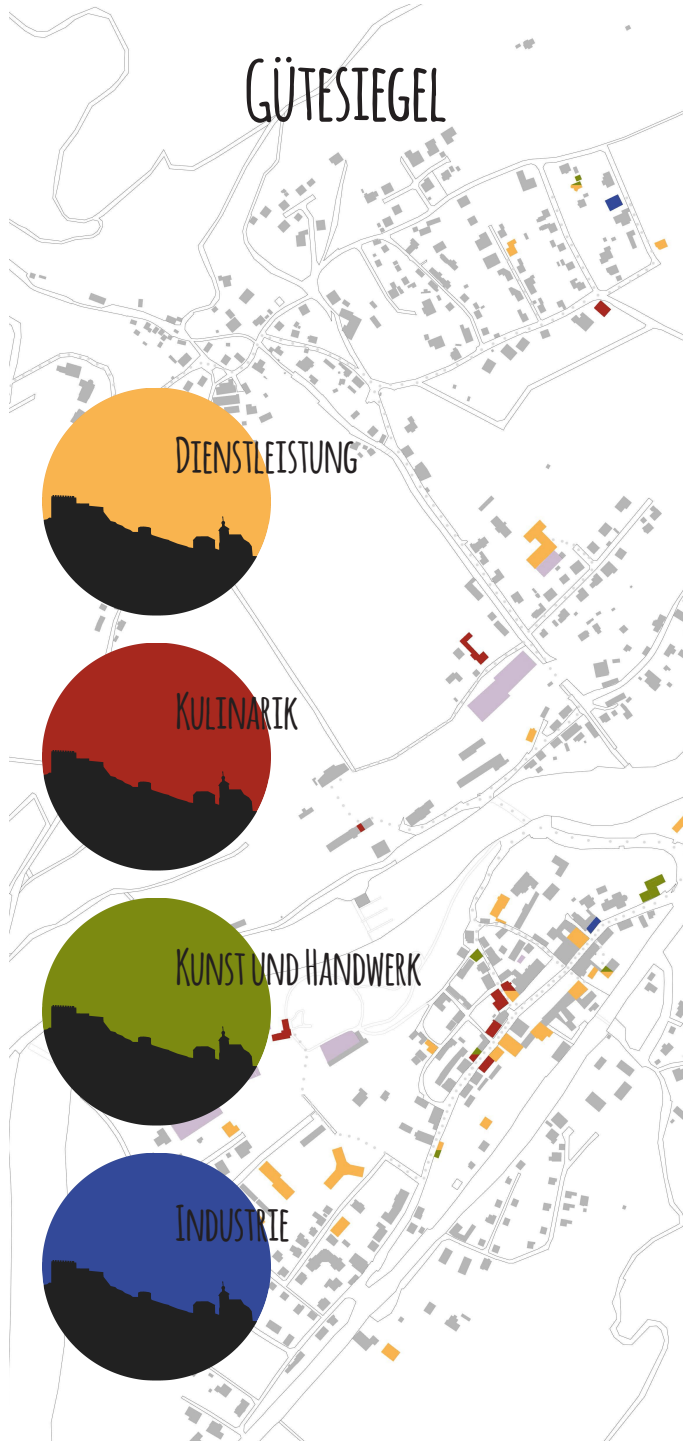 GÜTESIEGEL
DIENSTLEISTUNG
KULINARIK
KUNST UND HANDWERK
INDUSTRIE